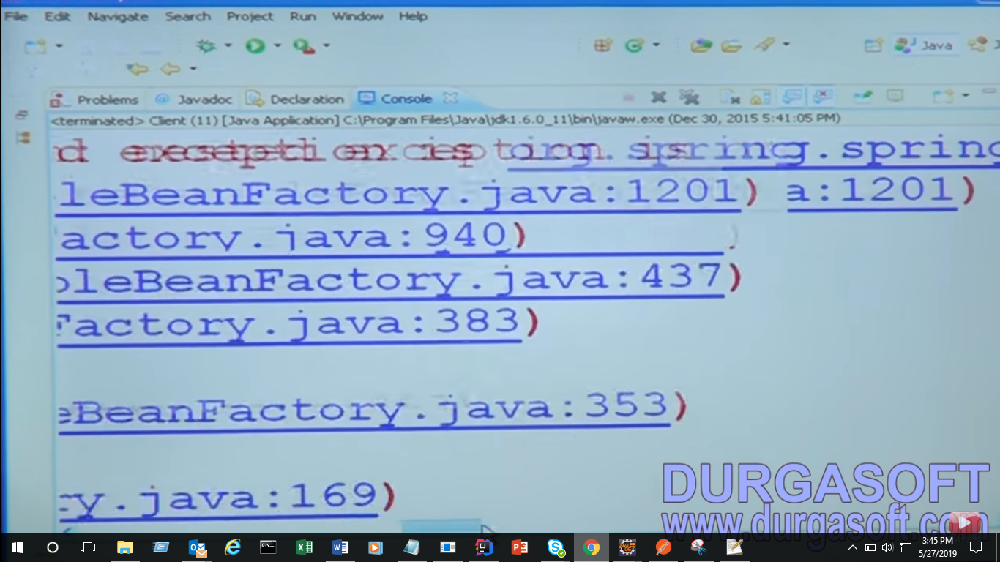 File Edit Navigate Search Project Run Window Help
Java
Problems Javadoc Declaration Console
<terminated> Client (11) [Java Application] C:\Program Files\Java\jdk1.6.0_11\bin\javaw.exe (Dec 30, 2015 5:41:05 PM)
.spring
leBeanFactory.java:1201) a:1201)
actory.java:940)
leBeanFactory.java:437)
Factory.java:383)
eBeanFactory.java:353)
y.java:169)
DURGASOFT
www.durgasoft.com
3:45 PM
5/27/2019